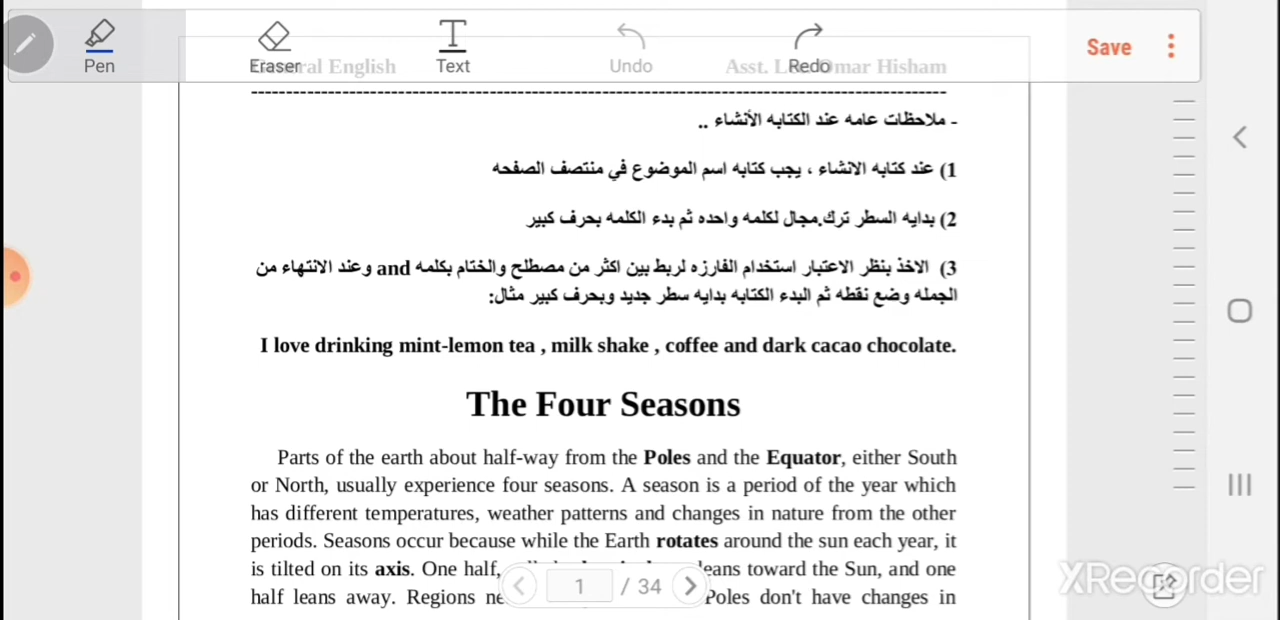 Pen
Eraser
Text
Undo
Redo
Save
General English
Asst. Omar Hisham
- ملاحظات عامه عند الكتابه الأنشاء ..
1) عند كتابه الانشاء ، يجب كتابه اسم الموضوع في منتصف الصفحه
2) بدايه السطر ترك.مجال لكلمه واحده ثم بدء الكلمه بحرف كبير
3) الاخذ بنظر الاعتبار استخدام الفارزه لربط بين اكثر من مصطلح والختام بكلمه and وعند الانتهاء من
الجمله وضع نقطه ثم البدء الكتابه بدايه سطر جديد وبحرف كبير مثال:
I love drinking mint-lemon tea , milk shake , coffee and dark cacao chocolate.
The Four Seasons
Parts of the earth about half-way from the Poles and the Equator, either South
or North, usually experience four seasons. A season is a period of the year which
has different temperatures, weather patterns and changes in nature from the other
periods. Seasons occur because while the Earth rotates around the sun each year, it
is tilted on its axis. One half, leans toward the Sun, and one
half leans away. Regions Poles don't have changes in
1 / 34
XRecorder